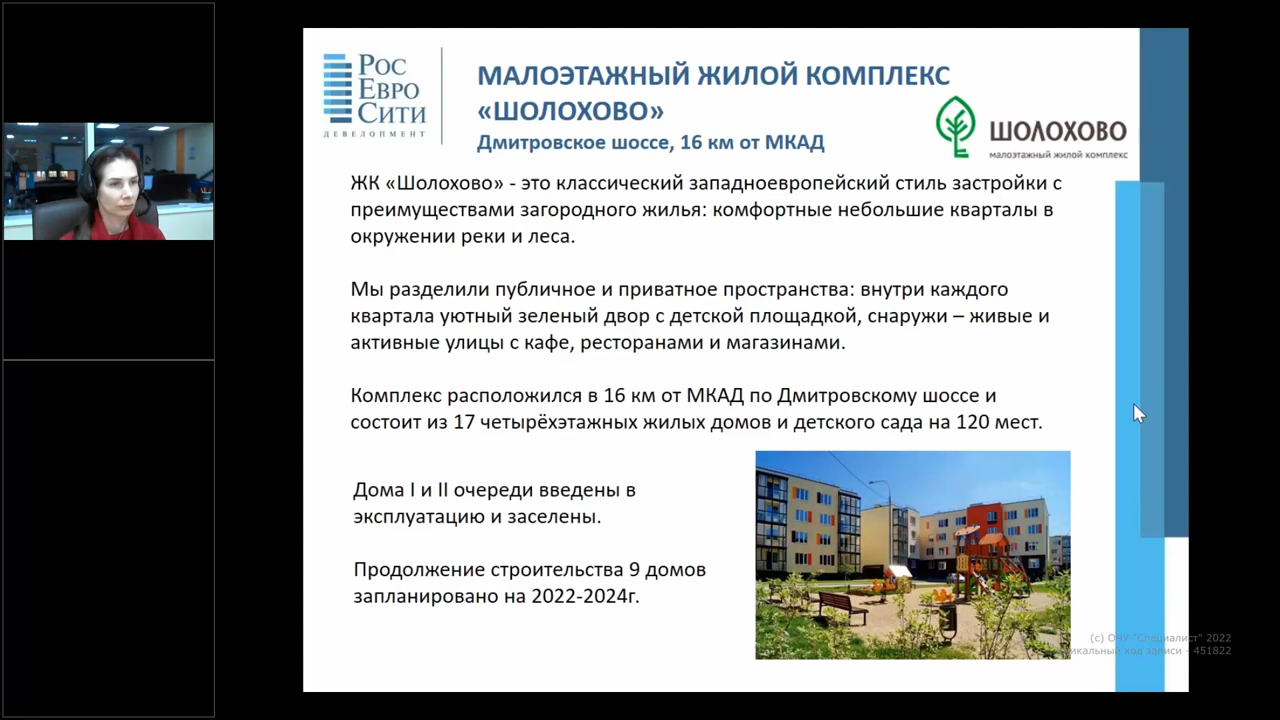 РОС
ЕВРО
СИТИ
ДЕВЕЛОПМЕНТ
МАЛОЭТАЖНЫЙ ЖИЛОЙ КОМПЛЕКС
«ШОЛОХОВО»
Дмитровское шоссе, 16 км от МКАД
ШОЛОХОВО
малоэтажный жилой комплекс
ЖК «Шолохово» - это классический западноевропейский стиль застройки с
преимуществами загородного жилья: комфортные небольшие кварталы в
окружении реки и леса.
Мы разделили публичное и приватное пространства: внутри каждого
квартала уютный зеленый двор с детской площадкой, снаружи – живые и
активные улицы с кафе, ресторанами и магазинами.
Комплекс расположился в 16 км от МКАД по Дмитровскому шоссе и
состоит из 17 четырёхэтажных жилых домов и детского сада на 120 мест.
Дома I и II очереди введены в
эксплуатацию и заселены.
Продолжение строительства 9 домов
запланировано на 2022-2024г.
(c) ОЧУ "Специалист" 2022
код записи - 451822